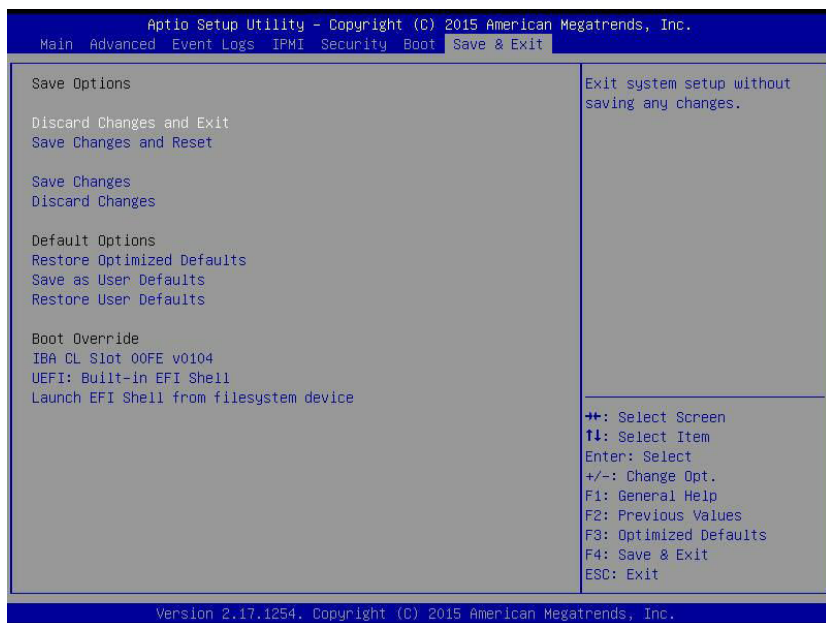 Aptio Setup Utility – Copyright (C) 2015 American Megatrends, Inc.
Main Advanced Event Logs IPMI Security Boot Save & Exit
Save Options
Discard Changes and Exit
Save Changes and Reset
Save Changes
Discard Changes
Default Options
Restore Optimized Defaults
Save as User Defaults
Restore User Defaults
Boot Override
IBA CL Slot 00FE v0104
UEFI: Built-in EFI Shell
Launch EFI Shell from filesystem device
Exit system setup without
saving any changes.
→←: Select Screen
↑↓: Select Item
Enter: Select
+/-: Change Opt.
F1: General Help
F2: Previous Values
F3: Optimized Defaults
F4: Save & Exit
ESC: Exit
Version 2.17.1254. Copyright (C) 2015 American Megatrends, Inc.